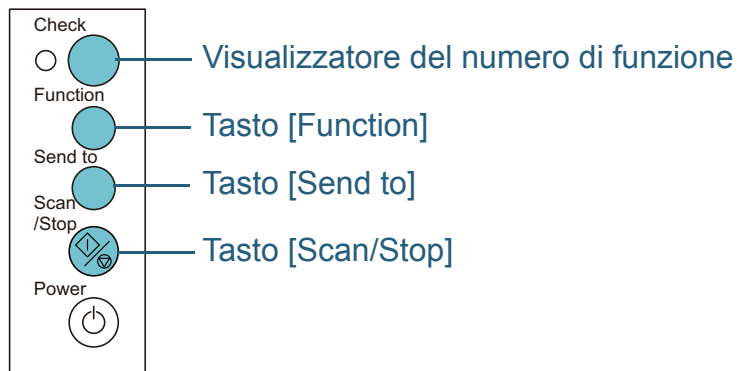 Check
Visualizzatore del numero di funzione
Function
Tasto [Function]
Send to
Tasto [Send to]
Scan
/Stop
Tasto [Scan/Stop]
Power